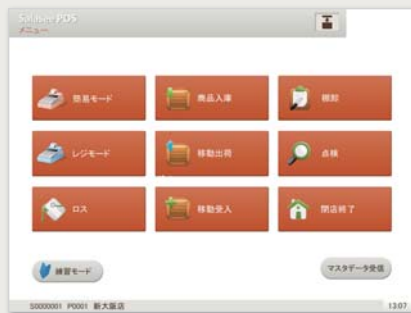 Salasee POS
メニュー
簡易モード
商品入庫
棚卸
レジモード
移動出荷
点検
ロス
移動受入
閉店終了
練習モード
マスタデータ受信
S0000001 P0001 新大阪店
13:07